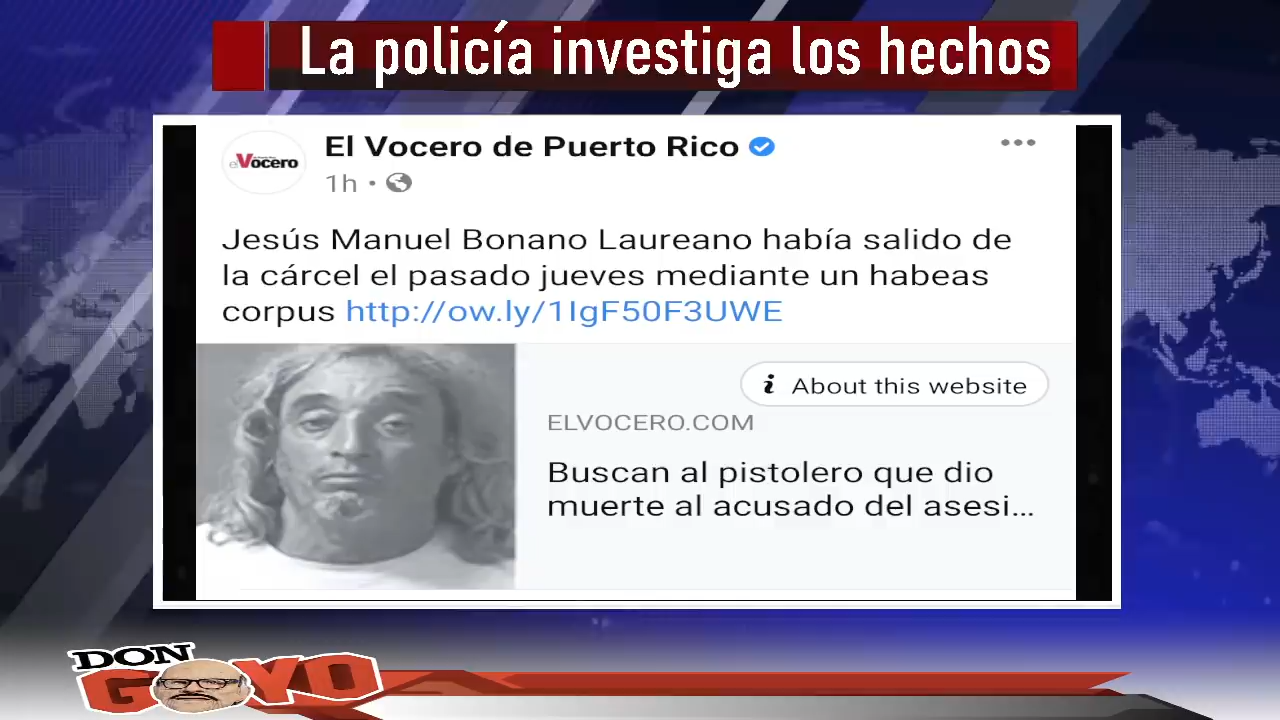 La policía investiga los hechos
elVocero
El Vocero de Puerto Rico
1h
Jesús Manuel Bonano Laureano había salido de
la cárcel el pasado jueves mediante un habeas
corpus http://ow.ly/1IgF50F3UWE
i About this website
ELVOCERO.COM
Buscan al pistolero que dio
muerte al acusado del asesi...
DON
GOYO